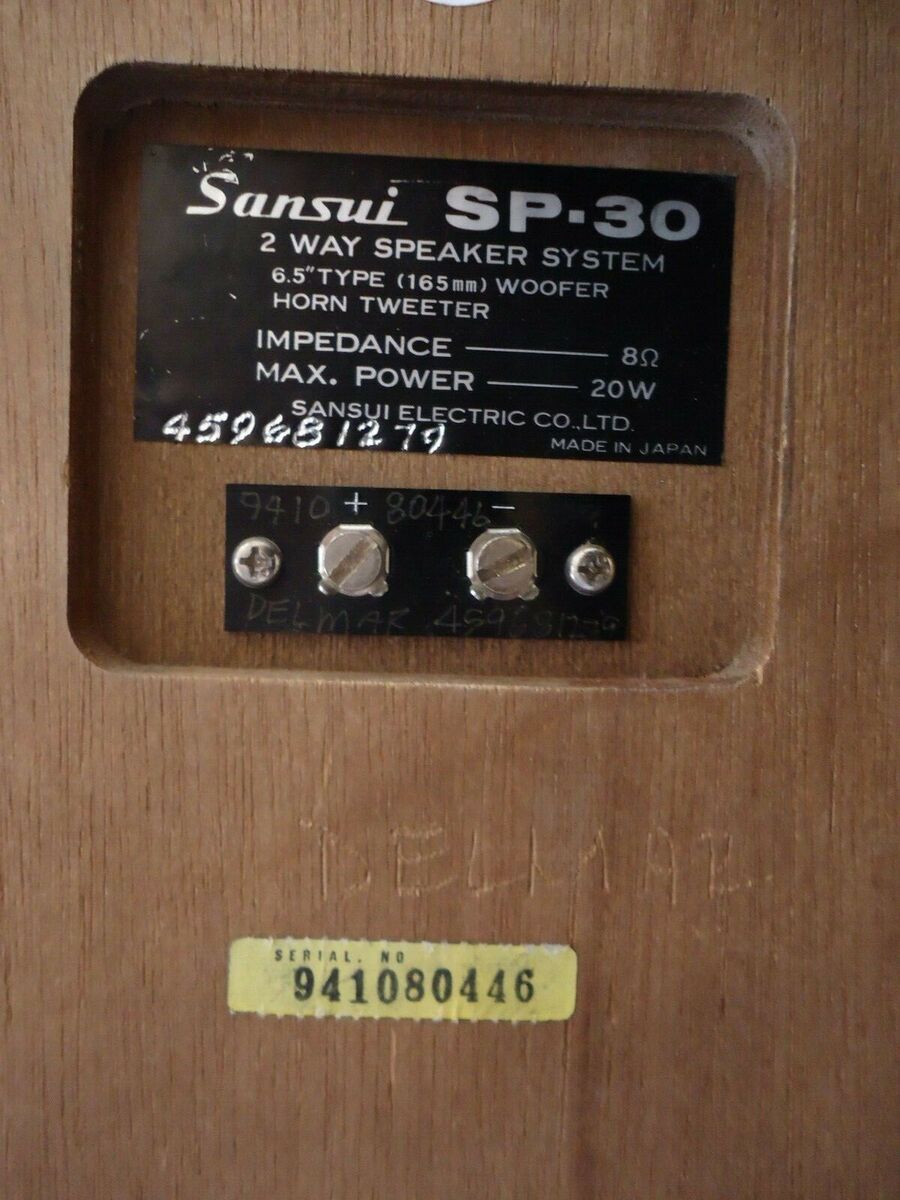 Sansui SP-30
2 WAY SPEAKER SYSTEM
6.5" TYPE (165mm) WOOFER
HORN TWEETER
IMPEDANCE 8Ω
MAX. POWER 20W
SANSUI ELECTRIC CO.,LTD.
459681279
MADE IN JAPAN
9410 + 80446 -
DELMAR 459681279
DELMAR
SERIAL. NO
941080446